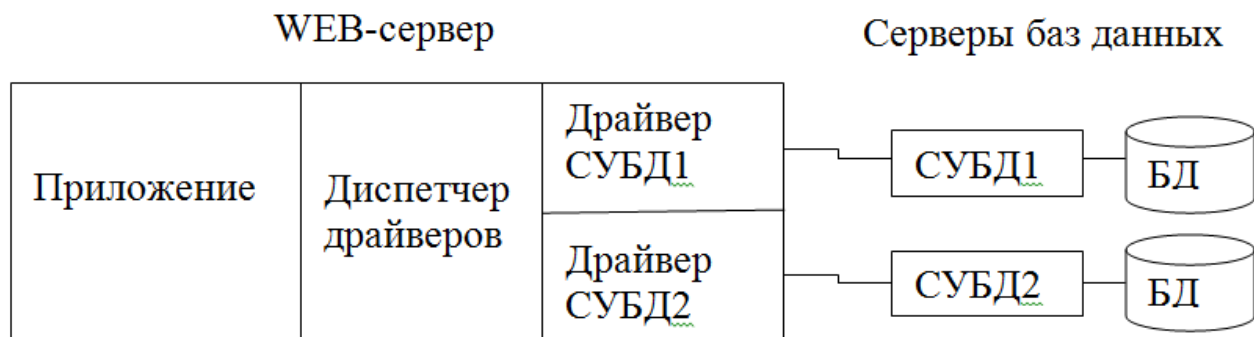 WEB-сервер
Серверы баз данных
Приложение
Диспетчер
драйверов
Драйвер
СУБД1
Драйвер
СУБД2
СУБД1
БД
СУБД2
БД